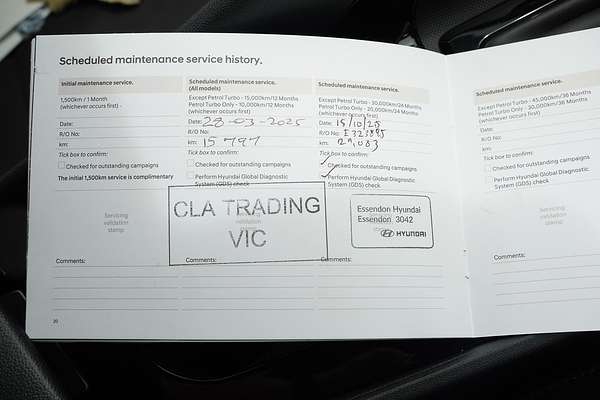 Scheduled maintenance service history.
Initial maintenance service.
1,500km / 1 Month
(whichever occurs first) -
Date:
R/O No:
km:
Tick box to confirm:
Checked for outstanding campaigns
The initial 1,500km service is complimentary
Servicing
validation
stamp
Comments:
20
Scheduled maintenance service.
(All models)
Except Petrol Turbo - 15,000km/12 Months
Petrol Turbo Only - 10,000km/12 Months
(whichever occurs first) -
Date: 28-03-2025
R/O No:
km: 15797
Tick box to confirm:
Checked for outstanding campaigns
Perform Hyundai Global Diagnostic
System (GDS) check
CLA TRADING
VIC
validation
Comments:
Scheduled maintenance service.
Except Petrol Turbo - 30,000km/24 Months
Petrol Turbo Only - 20,000km/24 Months
(whichever occurs first) -
Date: 15/10/25
R/O No:
km: 29,083
Tick box to confirm:
Checked for outstanding campaigns
Perform Hyundai Global Diagnostic
System (GDS) check
Essendon Hyundai
Essendon 3042
HYUNDAI
Comments:
Scheduled maintenance service.
Except Petrol Turbo - 45,000km/36 Months
Petrol Turbo Only - 30,000km/36 Months
(whichever occurs first) -
Date:
R/O No:
km:
Tick box to confirm:
Checked for outstanding campaigns
Perform Hyundai Global Diagnostic
System (GDS) check
Servicing
validation
stamp
Comments: